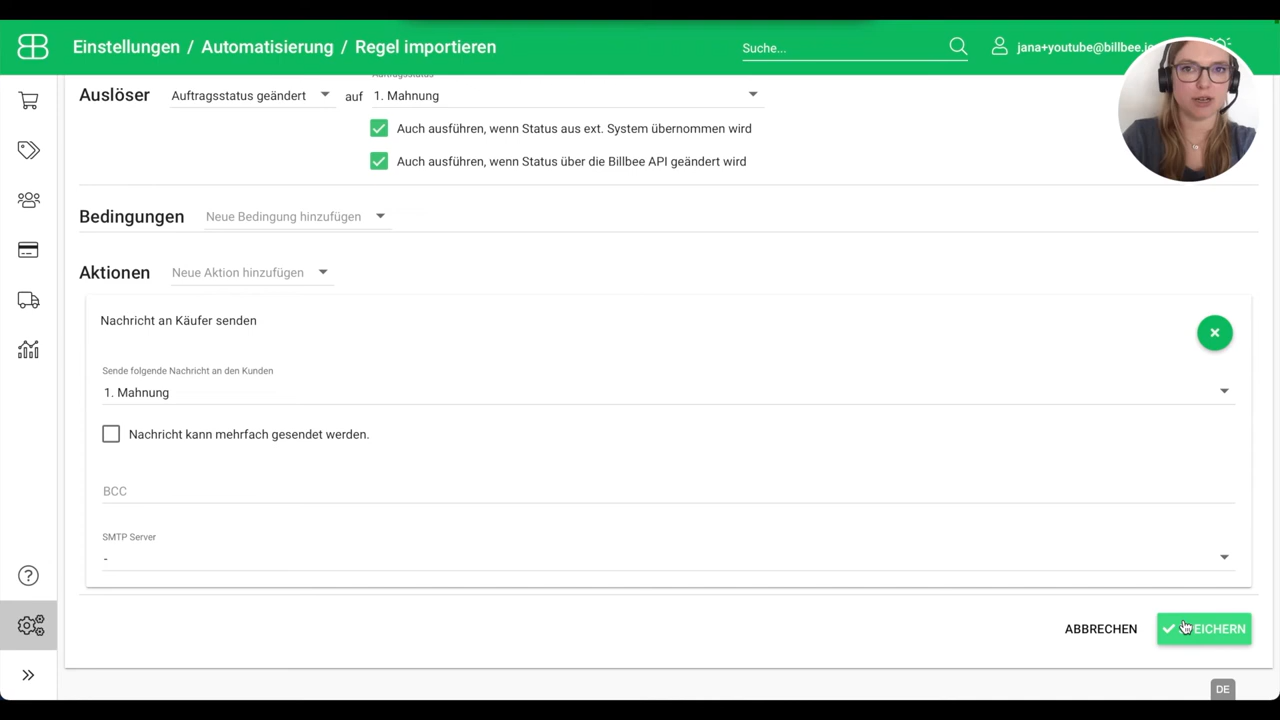 Einstellungen / Automatisierung / Regel importieren
Suche...
jana+youtube@billbee.io
Auslöser
Auftragsstatus geändert
auf
Auftragsstatus
1. Mahnung
Auch ausführen, wenn Status aus ext. System übernommen wird
Auch ausführen, wenn Status über die Billbee API geändert wird
Bedingungen
Neue Bedingung hinzufügen
Aktionen
Neue Aktion hinzufügen
Nachricht an Käufer senden
Sende folgende Nachricht an den Kunden
1. Mahnung
Nachricht kann mehrfach gesendet werden.
BCC
SMTP Server
-
ABBRECHEN
SPEICHERN
DE